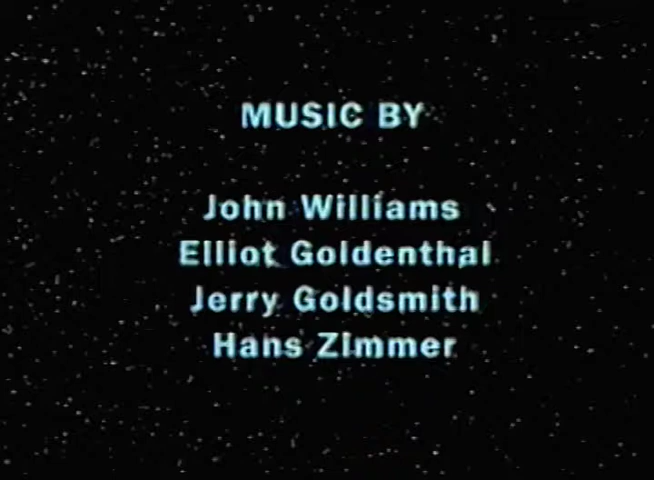 MUSIC BY
John Williams
Elliot Goldenthal
Jerry Goldsmith
Hans Zimmer